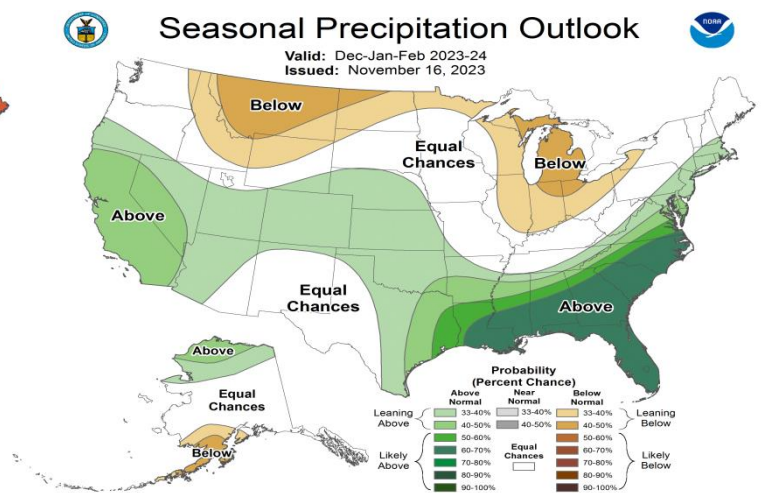 Seasonal Precipitation Outlook
NOAA
Valid: Dec-Jan-Feb 2023-24
Issued: November 16, 2023
Below
Equal
Chances
Below
Above
Equal
Chances
Above
Above
Equal
Chances
Below
Probability
(Percent Chance)
Above Normal
Near Normal
Below Normal
Leaning Above
33-40%
33-40%
33-40%
Leaning Below
40-50%
40-50%
40-50%
Likely Above
50-60%
60-70%
70-80%
80-90%
90-100%
Equal Chances
50-60%
60-70%
70-80%
80-90%
90-100%
Likely Below